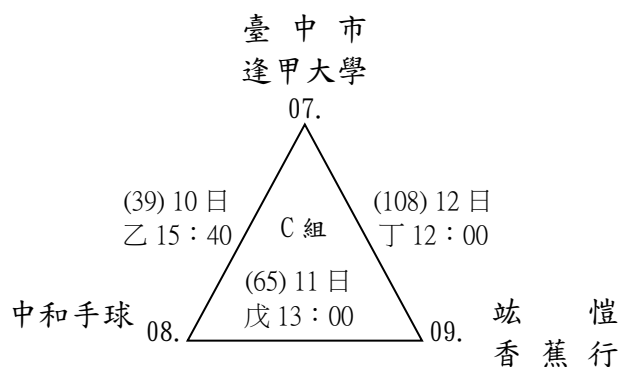 臺中市
逢甲大學
07.
(39) 10 日
乙 15：40
(108) 12 日
丁 12：00
C 組
(65) 11 日
戊 13：00
中和手球
08.
09.
竑愷
香蕉行